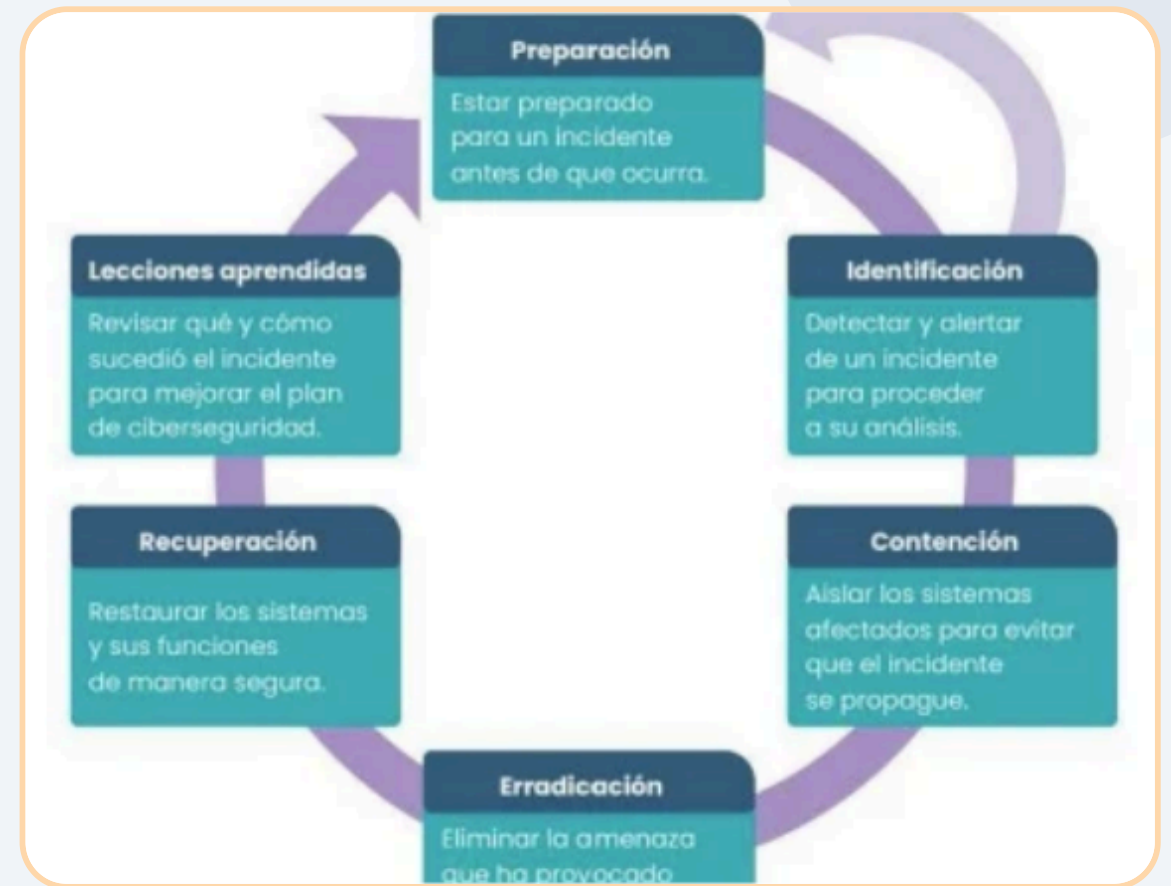 Preparación
Estar preparado
para un incidente
antes de que ocurra.
Identificación
Detectar y alertar
de un incidente
para proceder
a su análisis.
Contención
Aislar los sistemas
afectados para evitar
que el incidente
se propague.
Erradicación
Eliminar la amenaza
que ha provocado
Recuperación
Restaurar los sistemas
y sus funciones
de manera segura.
Lecciones aprendidas
Revisar qué y cómo
sucedió el incidente
para mejorar el plan
de ciberseguridad.